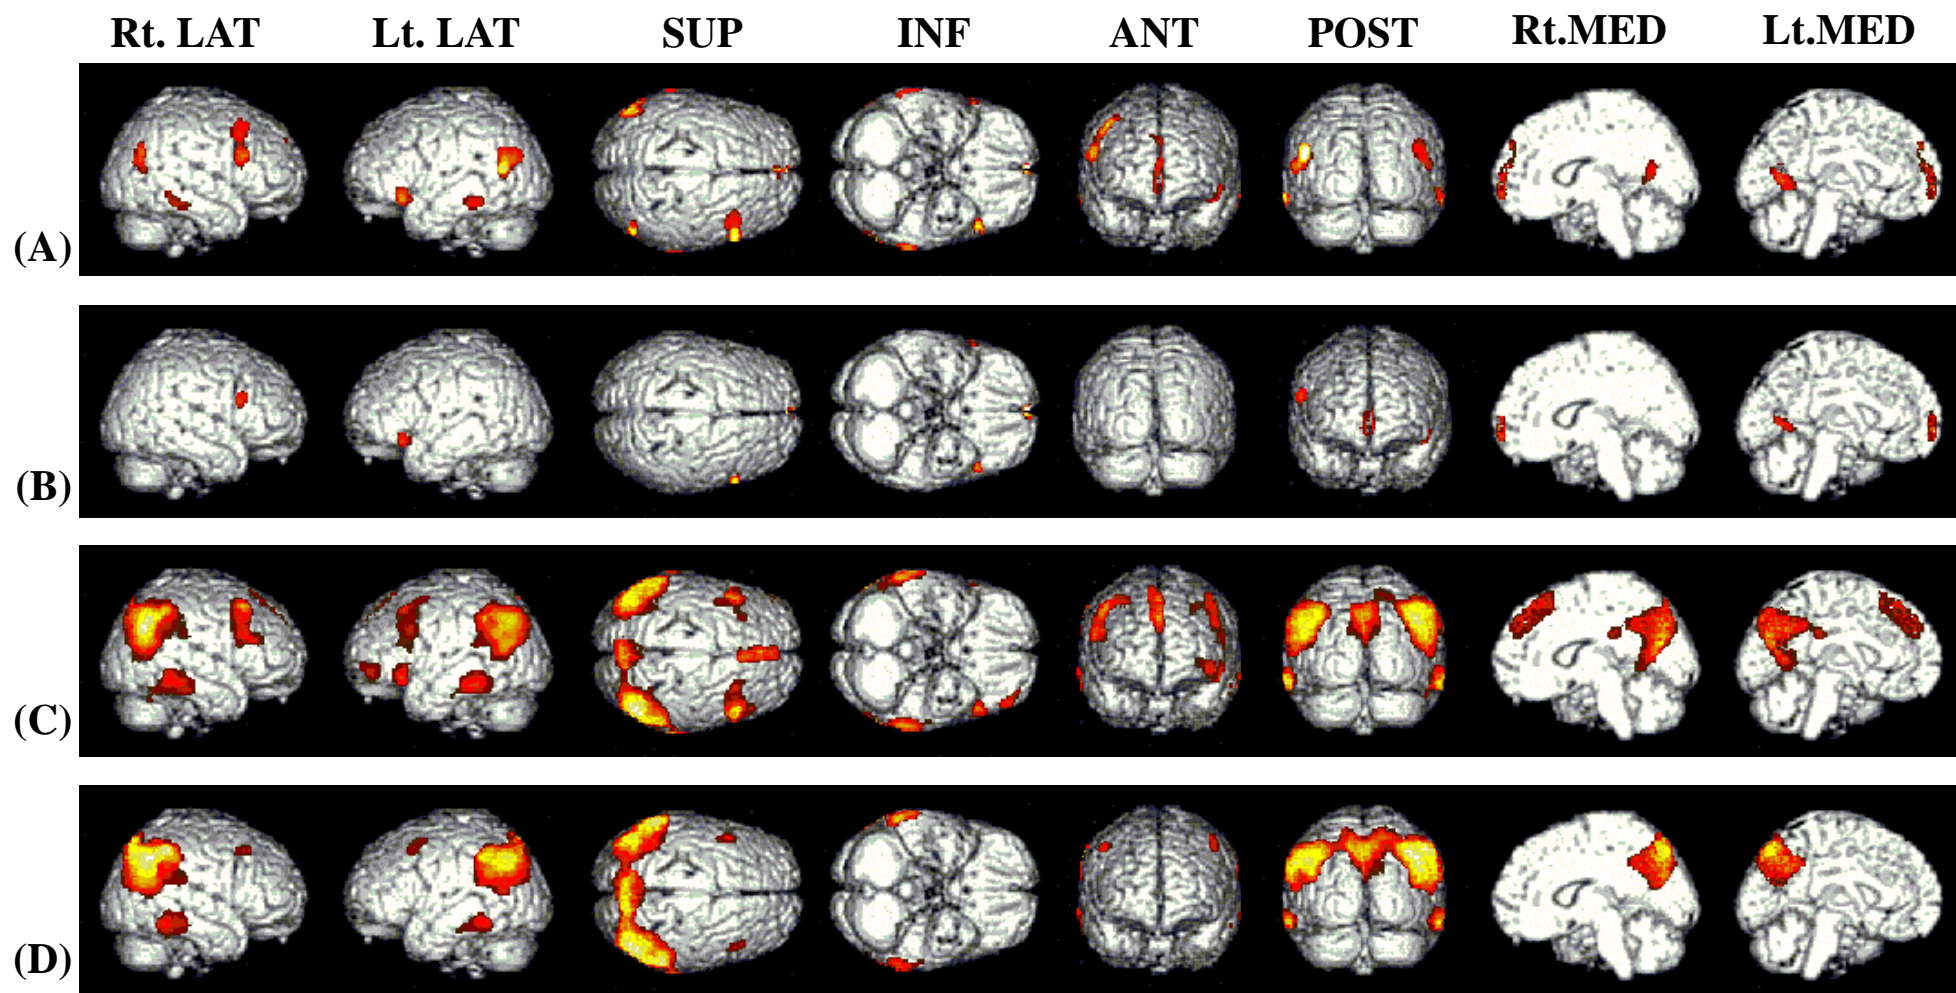 Rt. LAT Lt. LAT SUP INF ANT POST Rt.MED Lt.MED
(A)
(B)
(C)
(D)